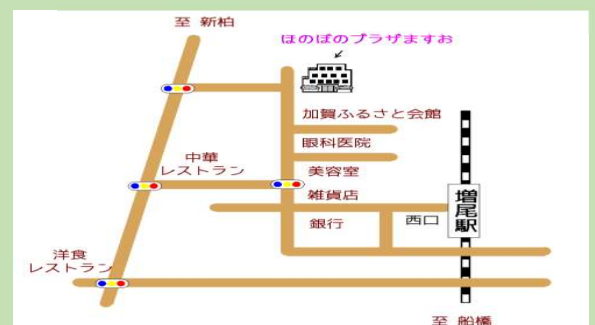 至 新柏
ほのぼのプラザますお
加賀ふるさと会館
眼科医院
中華
レストラン
美容室
雑貨店
銀行
西口
増尾駅
洋食
レストラン
至 船橋